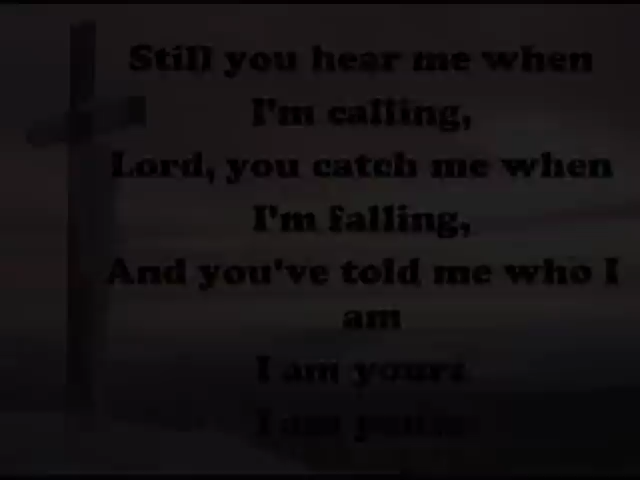 Still you hear me when
I'm calling,
Lord, you catch me when
I'm falling,
And you've told me who I
am
I am yours
I am